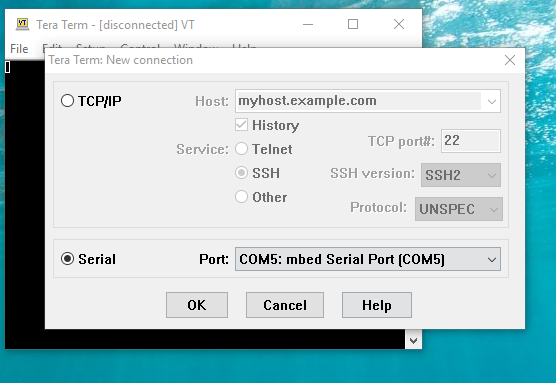 Tera Term - [disconnected] VT
File Edit Setup Control Window Help
Tera Term: New connection
TCP/IP
Host: myhost.example.com
History
Service: Telnet
TCP port#: 22
SSH
SSH version: SSH2
Other
Protocol: UNSPEC
Serial
Port: COM5: mbed Serial Port (COM5)
OK Cancel Help